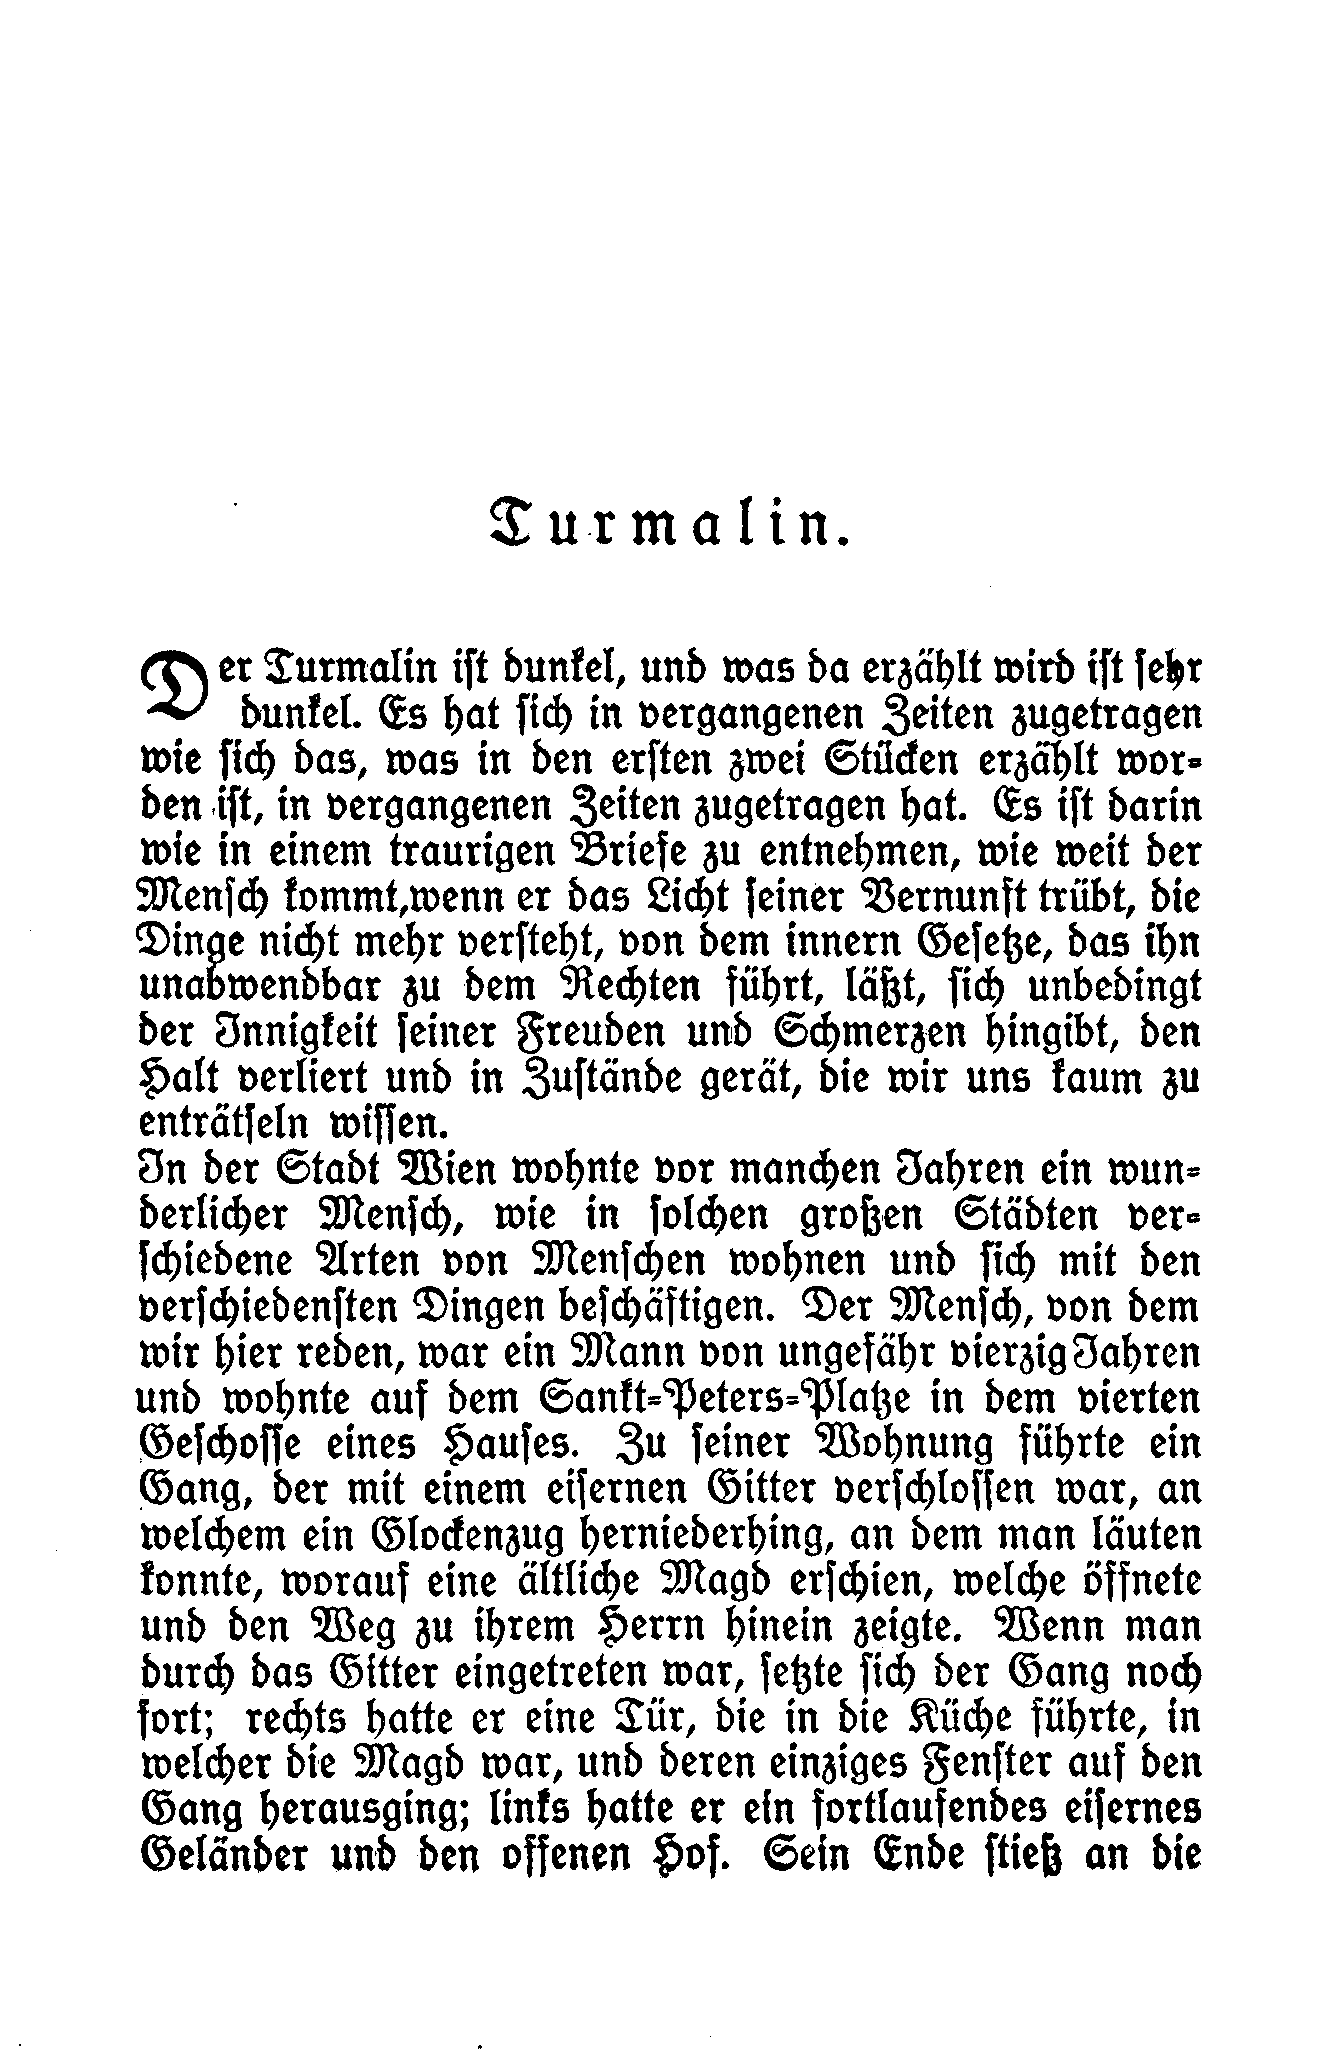 Turmalin.
Der Turmalin ist dunkel, und was da erzählt wird ist sehr
dunkel. Es hat sich in vergangenen Zeiten zugetragen
wie sich das, was in den ersten zwei Stücken erzählt wor-
den ist, in vergangenen Zeiten zugetragen hat. Es ist darin
wie in einem traurigen Briefe zu entnehmen, wie weit der
Mensch kommt, wenn er das Licht seiner Vernunft trübt, die
Dinge nicht mehr versteht, von dem innern Gesetze, das ihn
unabwendbar zu dem Rechten führt, läßt, sich unbedingt
der Innigkeit seiner Freuden und Schmerzen hingibt, den
Halt verliert und in Zustände gerät, die wir uns kaum zu
enträtseln wissen.
In der Stadt Wien wohnte vor manchen Jahren ein wun-
derlicher Mensch, wie in solchen großen Städten ver-
schiedene Arten von Menschen wohnen und sich mit den
verschiedensten Dingen beschäftigen. Der Mensch, von dem
wir hier reden, war ein Mann von ungefähr vierzig Jahren
und wohnte auf dem Sankt-Peters-Platze in dem vierten
Geschosse eines Hauses. Zu seiner Wohnung führte ein
Gang, der mit einem eisernen Gitter verschlossen war, an
welchem ein Glockenzug herniederhing, an dem man läuten
konnte, worauf eine ältliche Magd erschien, welche öffnete
und den Weg zu ihrem Herrn hinein zeigte. Wenn man
durch das Gitter eingetreten war, setzte sich der Gang noch
fort; rechts hatte er eine Tür, die in die Küche führte, in
welcher die Magd war, und deren einziges Fenster auf den
Gang herausging; links hatte er ein fortlaufendes eisernes
Geländer und den offenen Hof. Sein Ende stieß an die